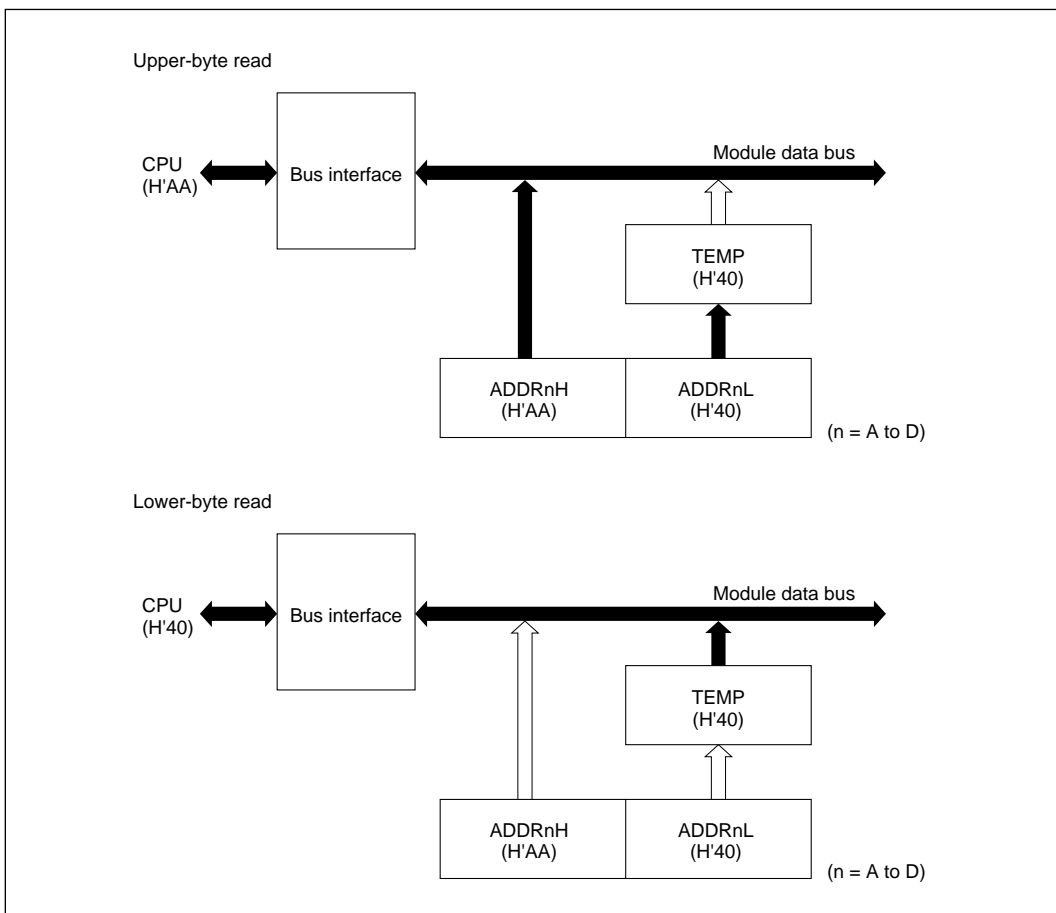 Upper-byte read
CPU
(H'AA)
Bus interface
Module data bus
TEMP
(H'40)
ADDRnH
(H'AA)
ADDRnL
(H'40)
(n = A to D)
Lower-byte read
CPU
(H'40)
Bus interface
Module data bus
TEMP
(H'40)
ADDRnH
(H'AA)
ADDRnL
(H'40)
(n = A to D)